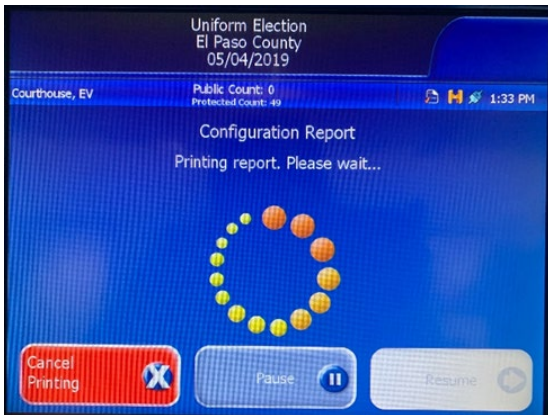 Uniform Election
El Paso County
05/04/2019
Courthouse, EV
Public Count: 0
Protected Count: 49
1:33 PM
Configuration Report
Printing report. Please wait...
Cancel
Printing
Pause
Resume